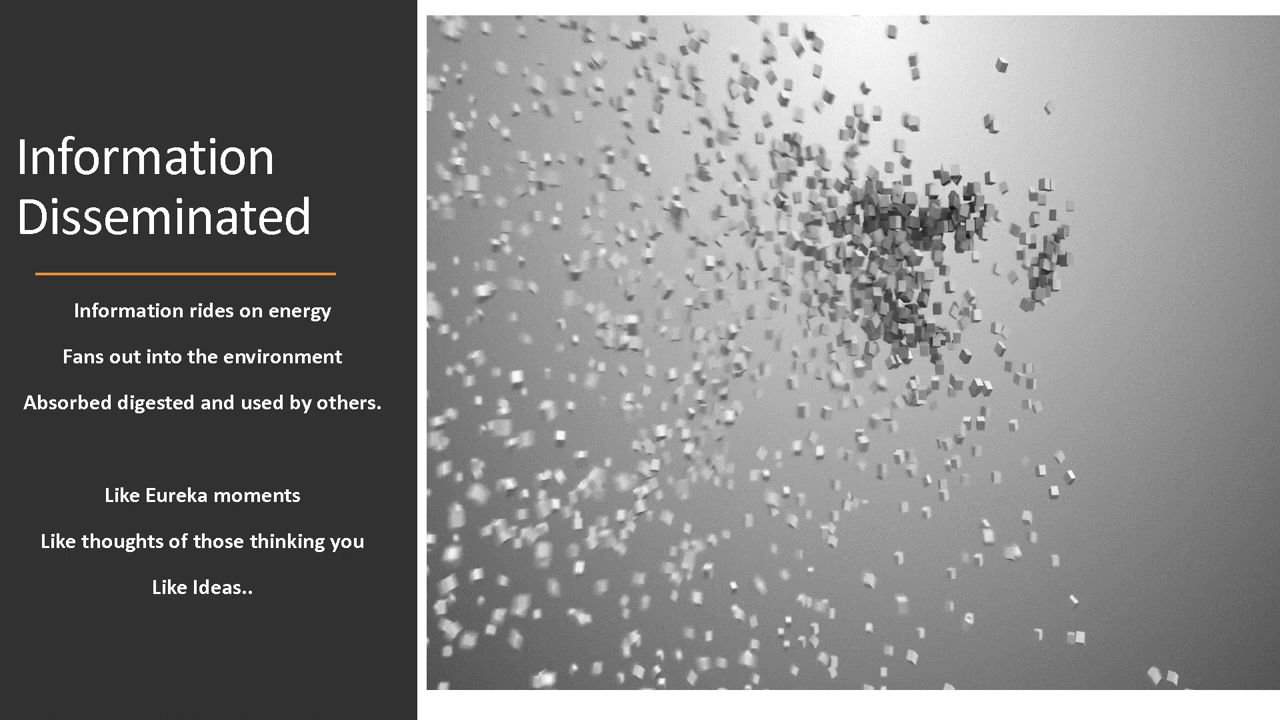 Information
Disseminated
Information rides on energy
Fans out into the environment
Absorbed digested and used by others.
Like Eureka moments
Like thoughts of those thinking you
Like Ideas..